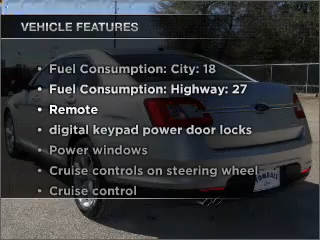 VEHICLE FEATURES
• Fuel Consumption: City: 18
• Fuel Consumption: Highway: 27
• Remote
• digital keypad power door locks
• Power windows
• Cruise controls on steering wheel
• Cruise control